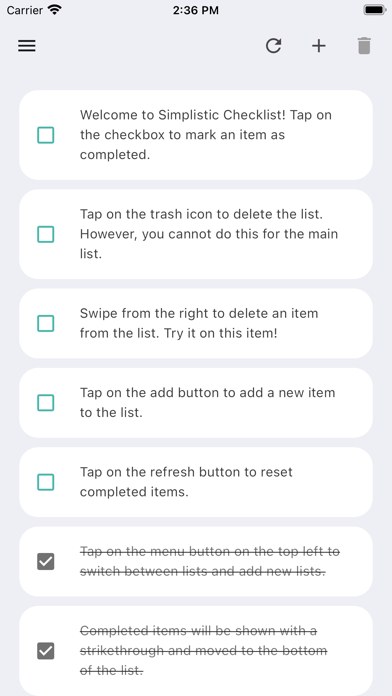 Carrier
2:36 PM
Welcome to Simplistic Checklist! Tap on
the checkbox to mark an item as
completed.
Tap on the trash icon to delete the list.
However, you cannot do this for the main
list.
Swipe from the right to delete an item
from the list. Try it on this item!
Tap on the add button to add a new item
to the list.
Tap on the refresh button to reset
completed items.
Tap on the menu button on the top left to
switch between lists and add new lists.
Completed items will be shown with a
strikethrough and moved to the bottom
of the list.